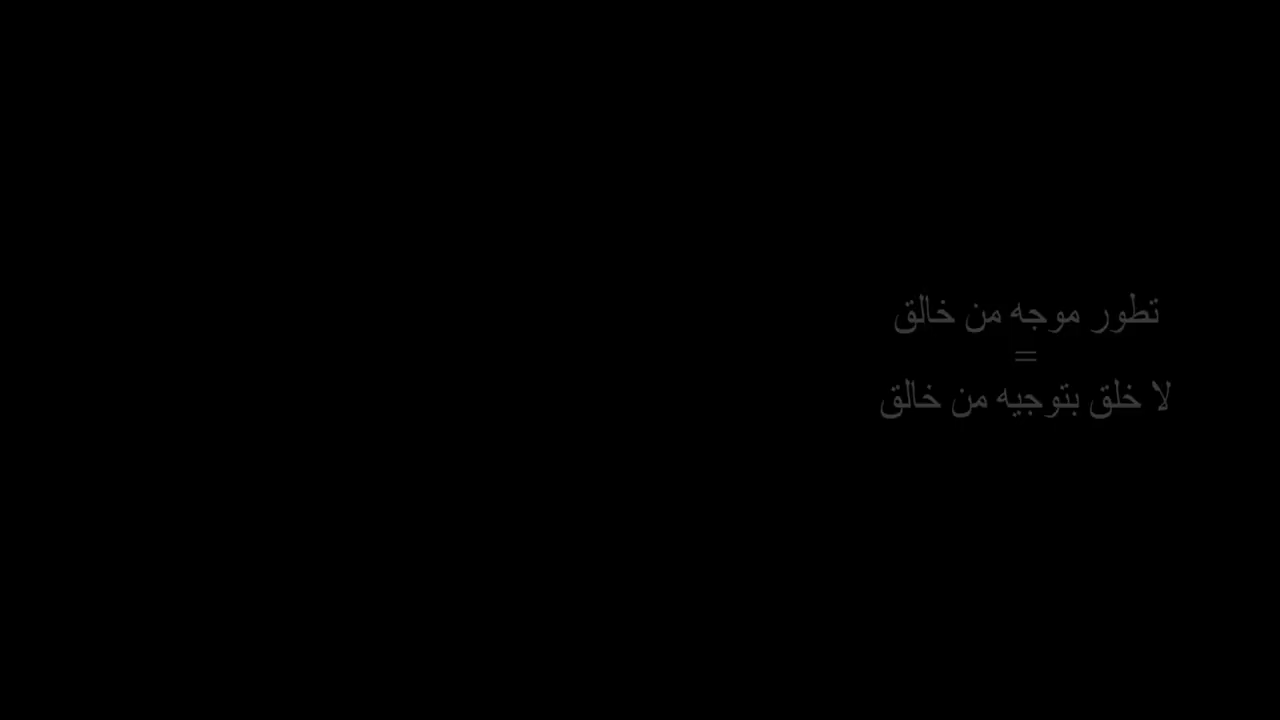 تطور موجه من خالق
=
لا خلق بتوجيه من خالق